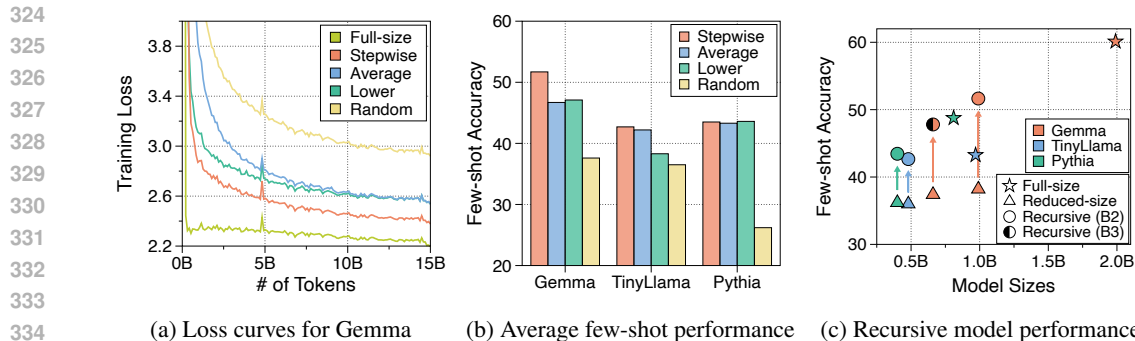 324
325
326
327
328
329
330
331
332
333
334
Training Loss
3.8
3.4
3.0
2.6
2.2
0B
5B
10B
15B
# of Tokens
Full-size
Stepwise
Average
Lower
Random
(a) Loss curves for Gemma
Few-shot Accuracy
60
50
40
30
20
Gemma
TinyLlama
Pythia
Stepwise
Average
Lower
Random
(b) Average few-shot performance
Few-shot Accuracy
60
50
40
30
0.5B
1.0B
1.5B
2.0B
Model Sizes
Gemma
TinyLlama
Pythia
Full-size
Reduced-size
Recursive (B2)
Recursive (B3)
(c) Recursive model performance